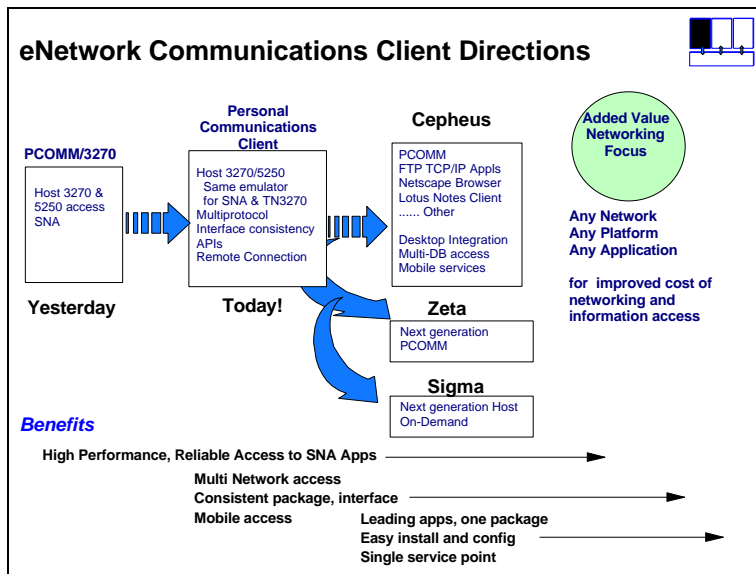 eNetwork Communications Client Directions
PCOMM/3270
Host 3270 &
5250 access
SNA
Yesterday
Personal
Communications
Client
Host 3270/5250
Same emulator
for SNA & TN3270
Multiprotocol
Interface consistency
APIs
Remote Connection
Today!
Cepheus
PCOMM
FTP TCP/IP Appls
Netscape Browser
Lotus Notes Client
...... Other
Desktop Integration
Multi-DB access
Mobile services
Zeta
Next generation
PCOMM
Sigma
Next generation Host
On-Demand
Added Value
Networking
Focus
Any Network
Any Platform
Any Application
for improved cost of
networking and
information access
Benefits
High Performance, Reliable Access to SNA Apps
Multi Network access
Consistent package, interface
Mobile access
Leading apps, one package
Easy install and config
Single service point